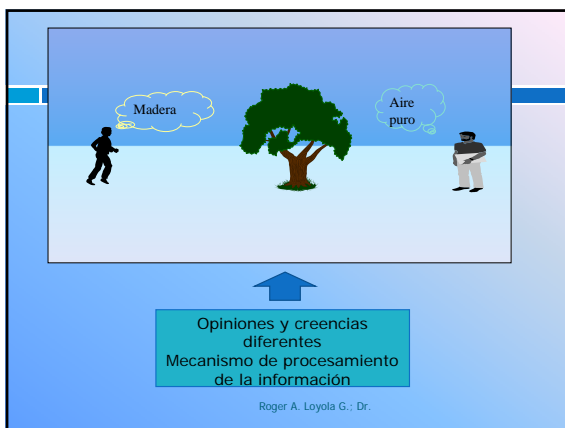 Madera
Aire
puro
Opiniones y creencias
diferentes
Mecanismo de procesamiento
de la información
Roger A. Loyola G.; Dr.